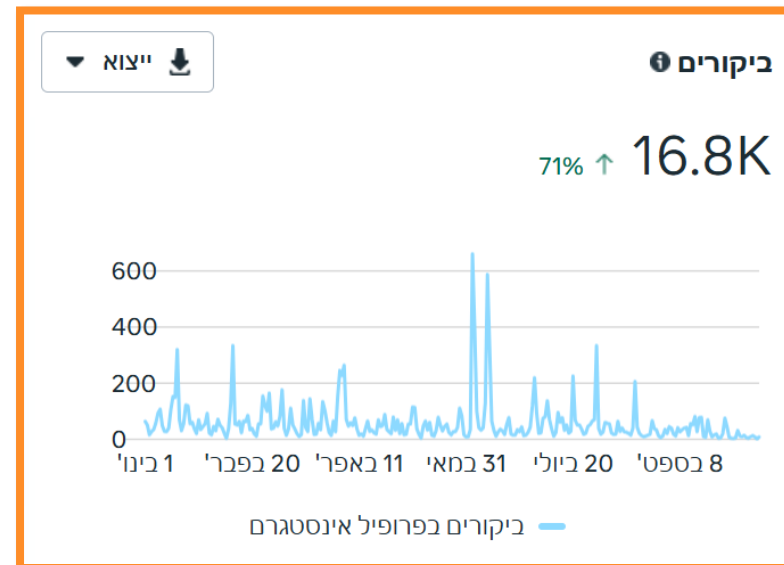 ביקורים
ייצוא
16.8K ↑ 71%
600
400
200
0
1 בינו' 20 בפבר' 11 באפר' 31 במאי 20 ביולי 8 בספט'
ביקורים בפרופיל אינסטגרם